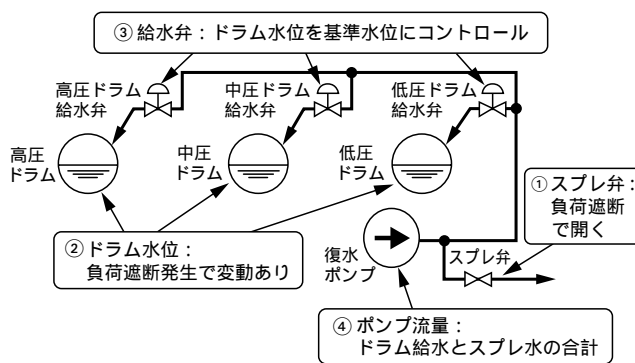 ③ 給水弁：ドラム水位を基準水位にコントロール
高圧ドラム
給水弁
中圧ドラム
給水弁
低圧ドラム
給水弁
高圧
ドラム
中圧
ドラム
低圧
ドラム
① スプレ弁：
負荷遮断
で開く
② ドラム水位：
負荷遮断発生で変動あり
復水
ポンプ
スプレ弁
④ ポンプ流量：
ドラム給水とスプレ水の合計